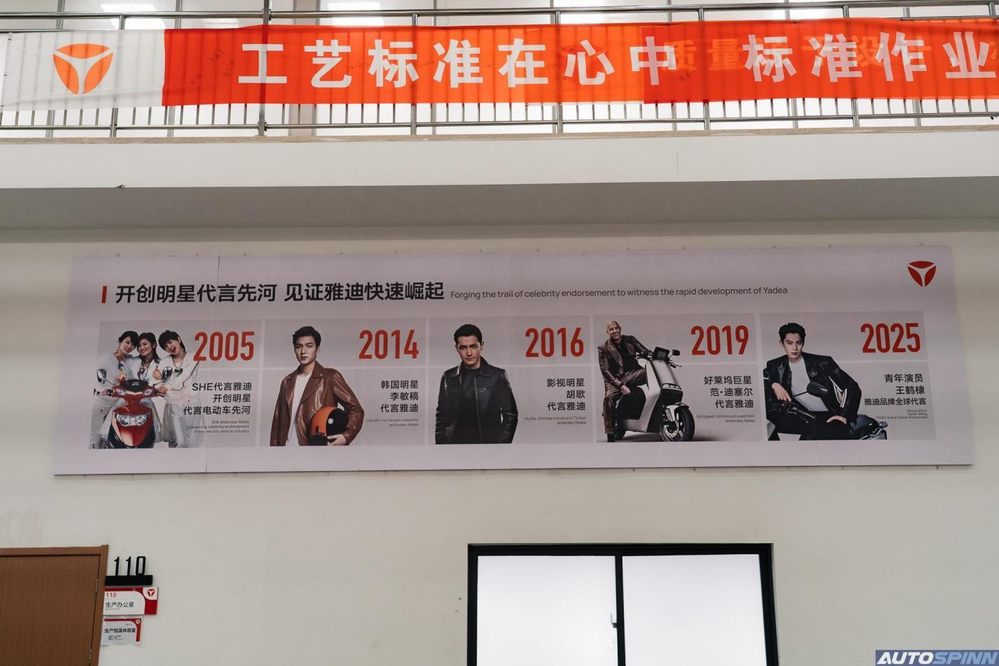 工艺标准在心中 标准作业
开创明星代言先河 见证雅迪快速崛起 Forging the trail of celebrity endorsement to witness the rapid development of Yadea
2005
SHE代言雅迪
开创明星
代言电动车先河
2014
韩国明星
李敏镐
代言雅迪
2016
影视明星
胡歌
代言雅迪
2019
好莱坞巨星
范·迪塞尔
代言雅迪
2025
青年演员
王鹤棣
雅迪品牌全球代言
110
110
生产办公室
AUTOSPINN